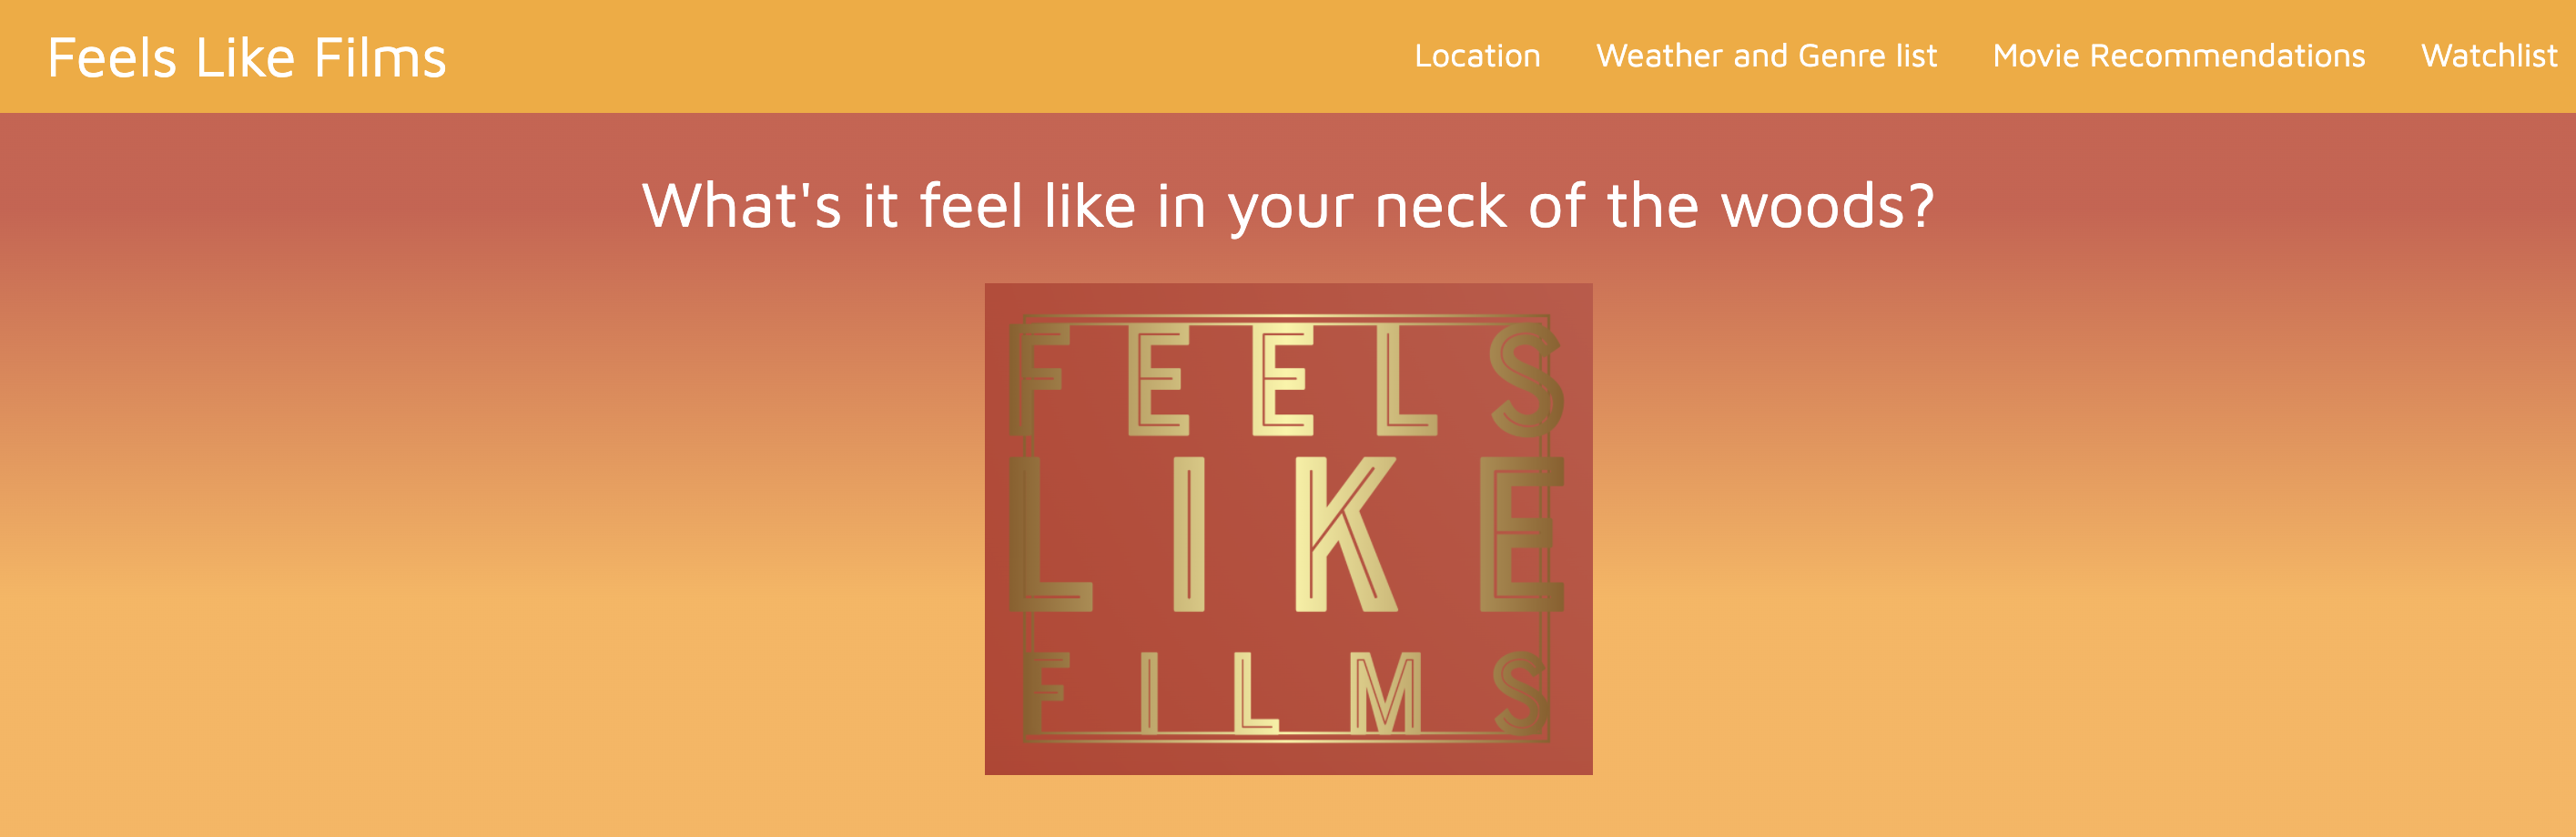 Feels Like Films
Location Weather and Genre list Movie Recommendations Watchlist
What's it feel like in your neck of the woods?
FEELS
LIKE
FILMS